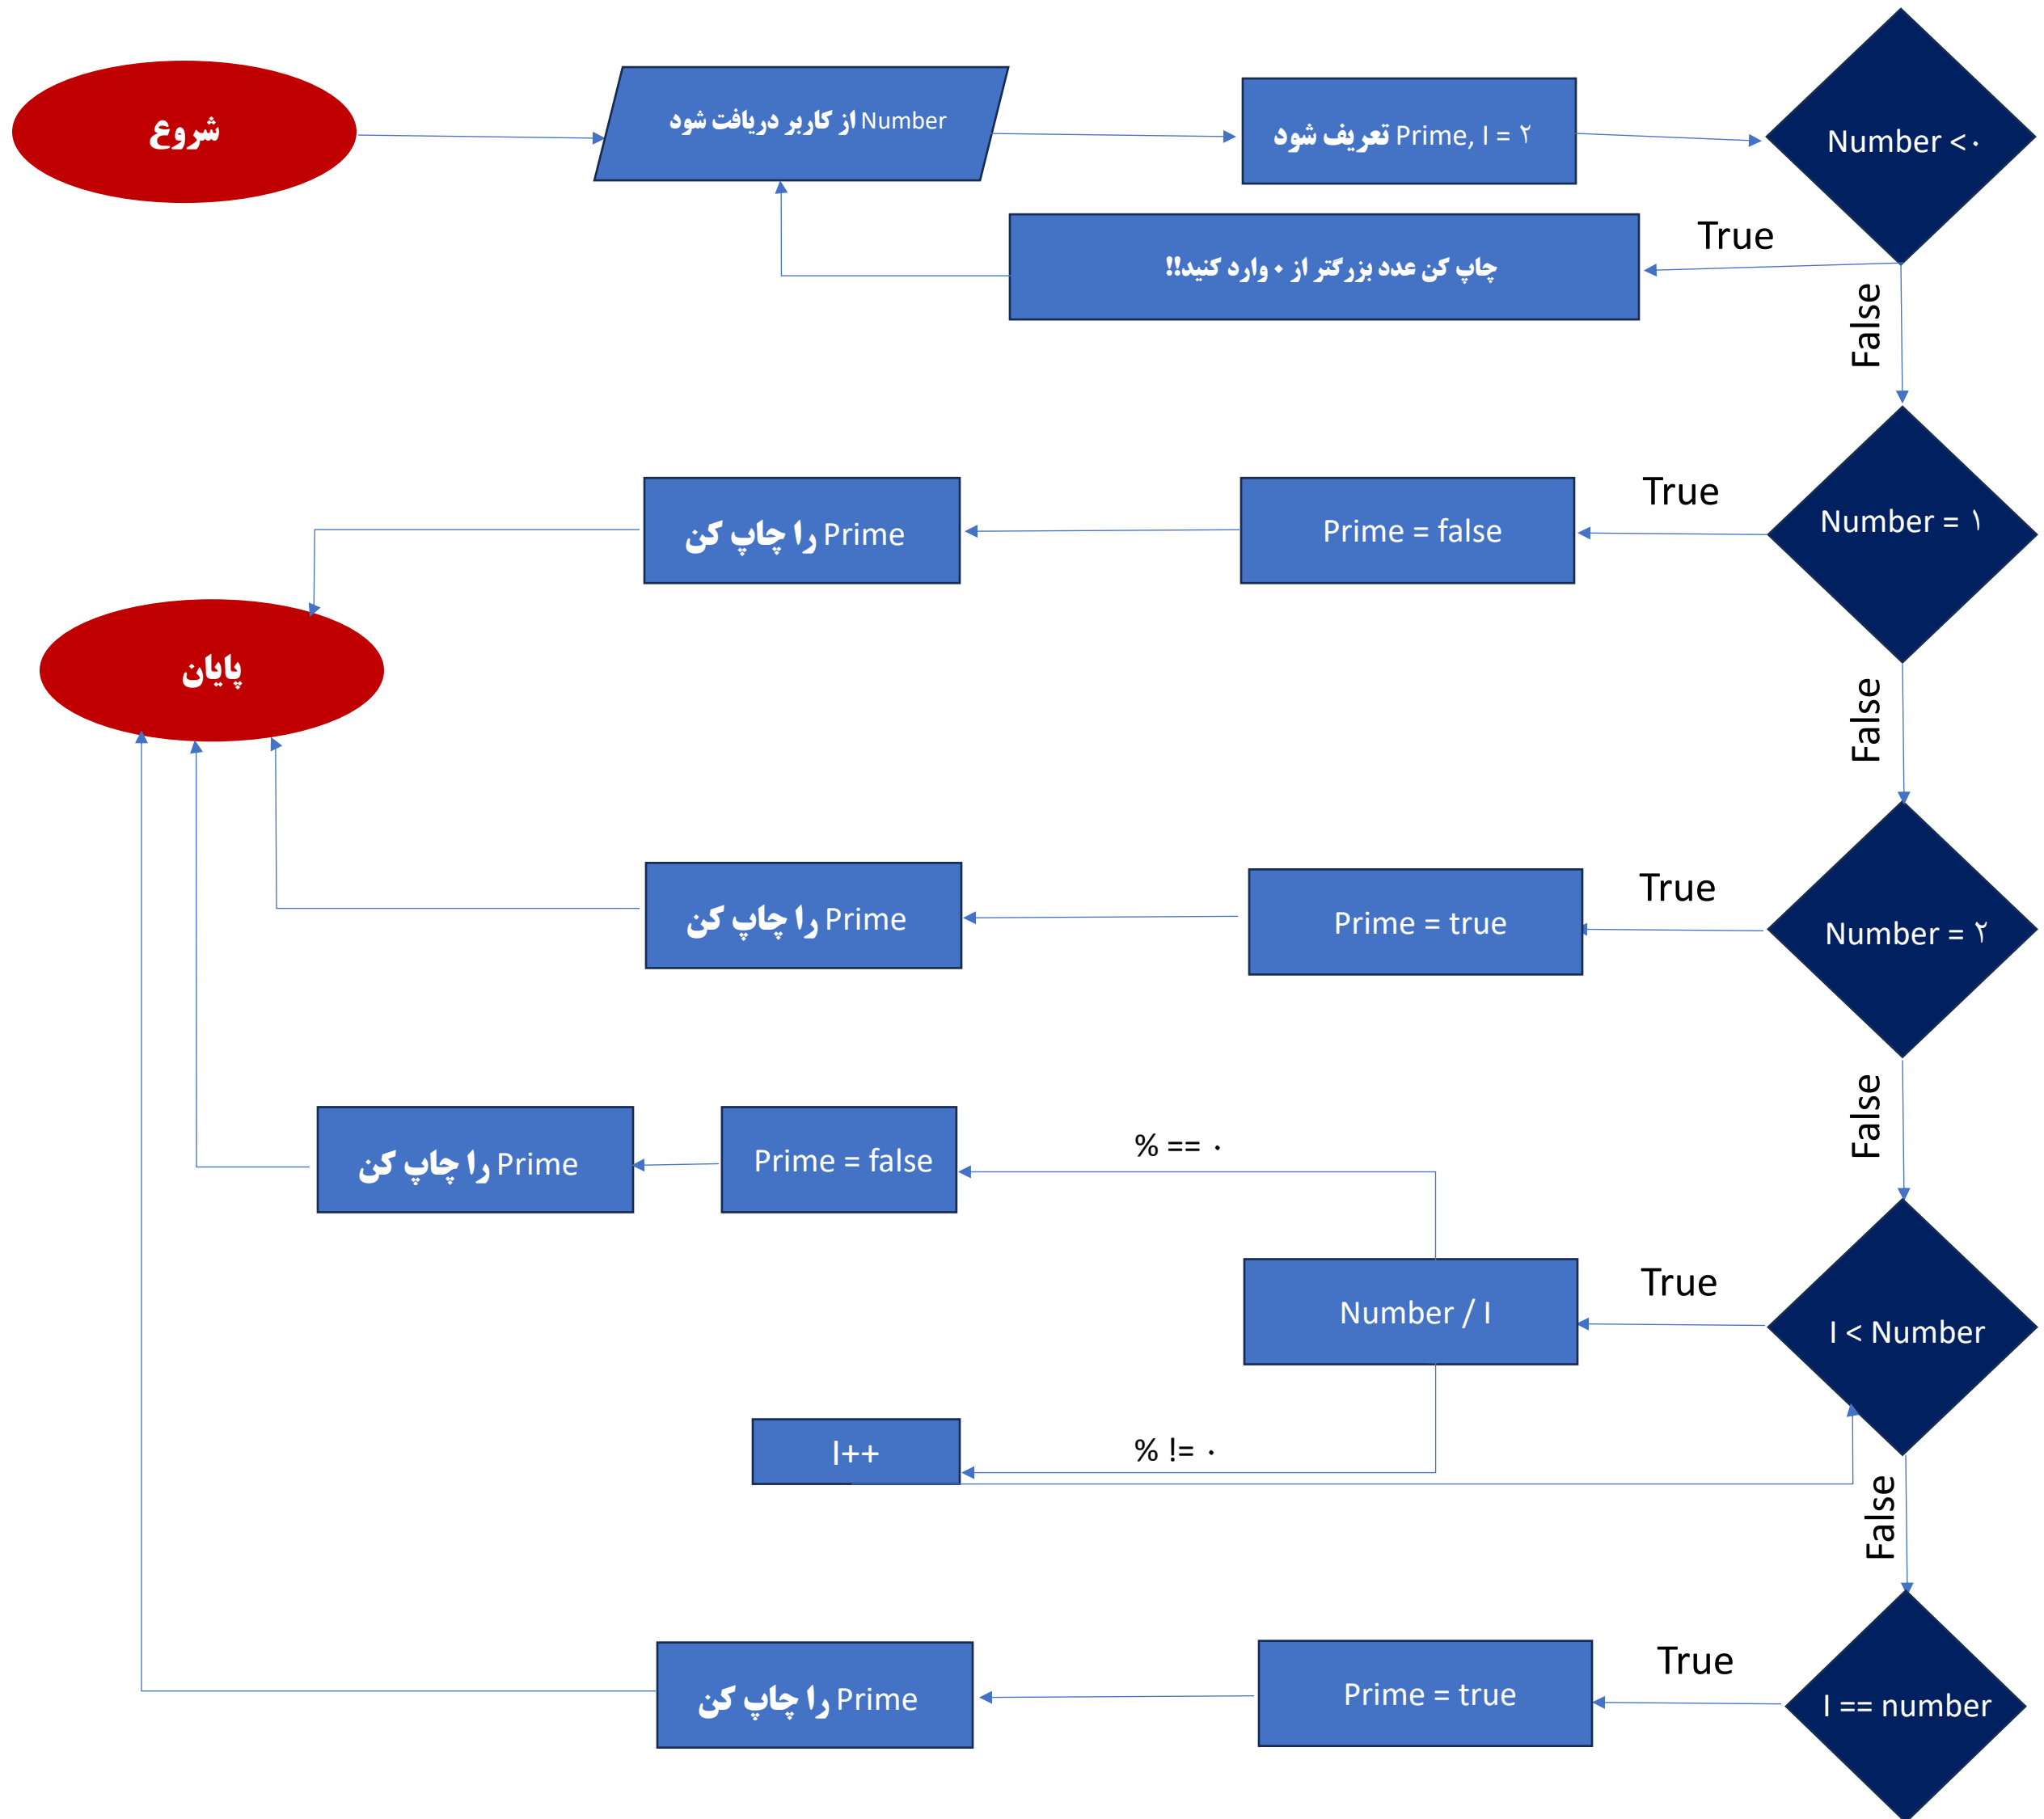 شروع
Number از کاربر دریافت شود
Prime, I = ۲ تعریف شود
Number <۰
True
چاپ کن عدد بزرگتر از ۰ وارد کنید!!
False
Number = ۱
True
Prime = false
Prime را چاپ کن
پایان
False
Number = ۲
True
Prime = true
Prime را چاپ کن
False
I < Number
True
Number / I
% == ۰
Prime = false
Prime را چاپ کن
% != ۰
I++
False
I == number
True
Prime = true
Prime را چاپ کن